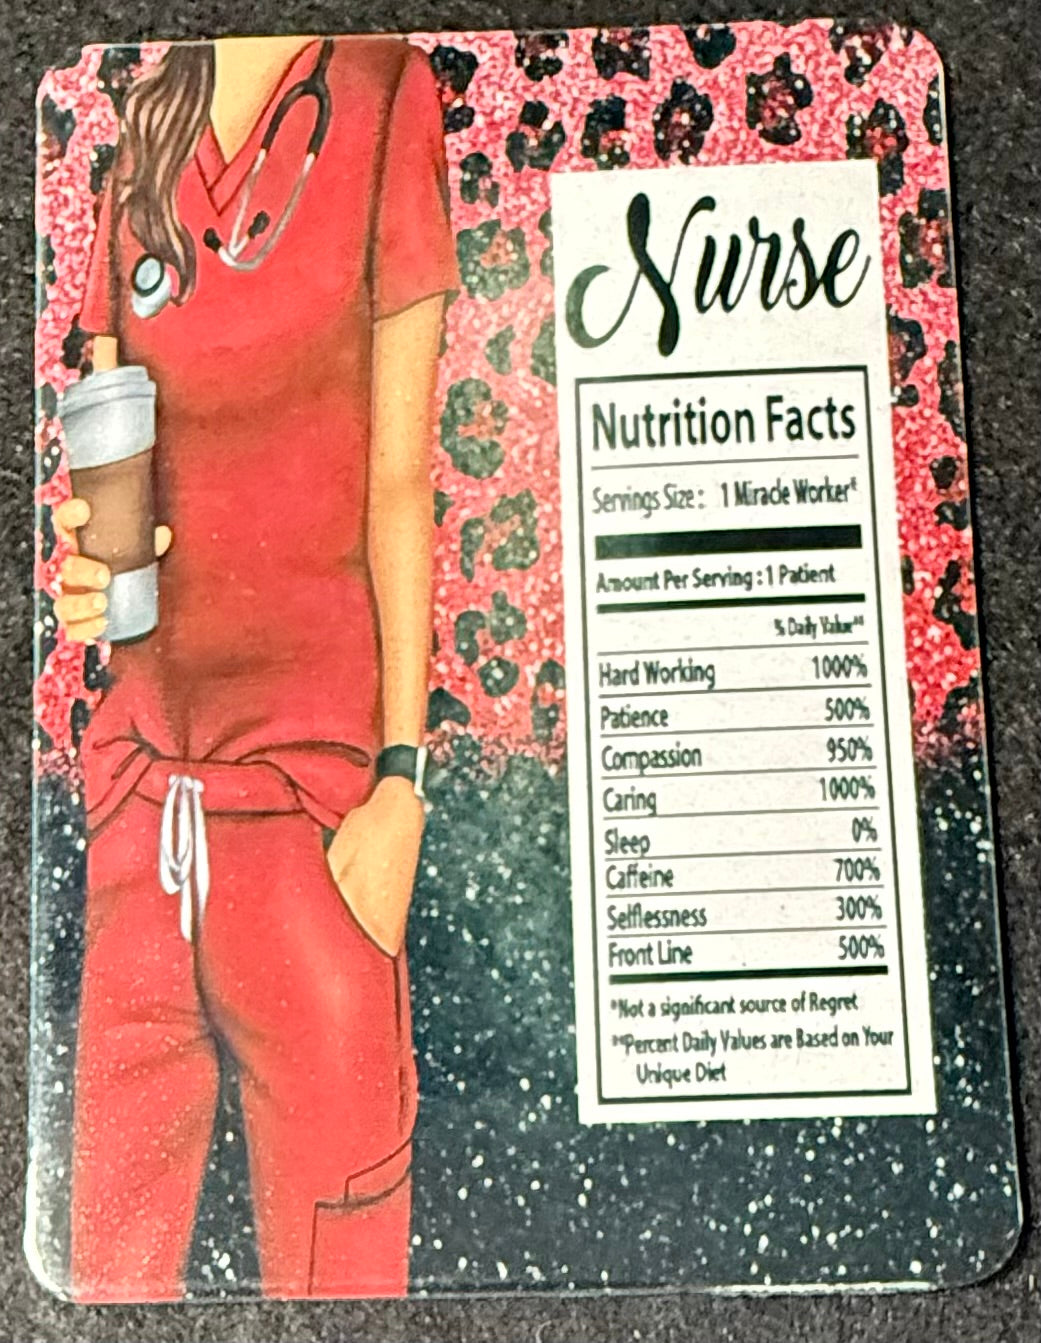 Nurse
Nutrition Facts
Servings Size: 1 Miracle Worker*
Amount Per Serving : 1 Patient
% Daily Value**
Hard Working 1000%
Patience 500%
Compassion 950%
Caring 1000%
Sleep 0%
Caffeine 700%
Selflessness 300%
Front Line 500%
*Not a significant source of Regret
**Percent Daily Values are Based on Your
Unique Diet